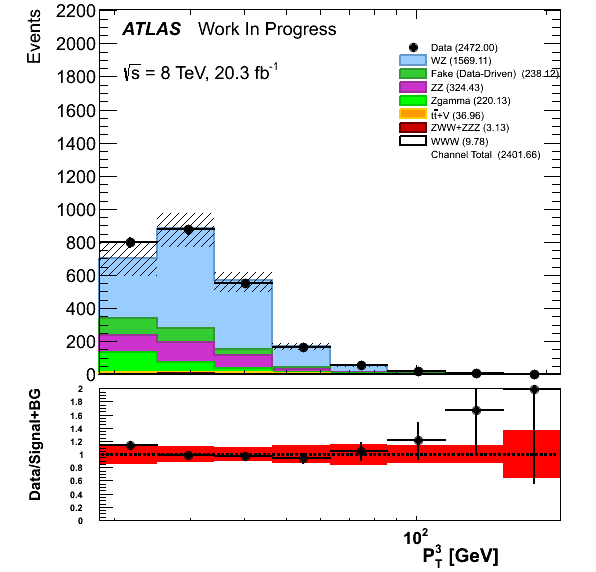 Events
2200
2000
1800
1600
1400
1200
1000
800
600
400
200
0
ATLAS Work In Progress
√s = 8 TeV, 20.3 fb⁻¹
Data (2472.00)
WZ (1569.11)
Fake (Data-Driven) (238.12)
ZZ (324.43)
Zgamma (220.13)
tt̄+V (36.96)
ZWW+ZZZ (3.13)
WWW (9.78)
Channel Total (2401.66)
Data/Signal+BG
2
1.8
1.6
1.4
1.2
1
0.8
0.6
0.4
0.2
0
10²
P³_T [GeV]